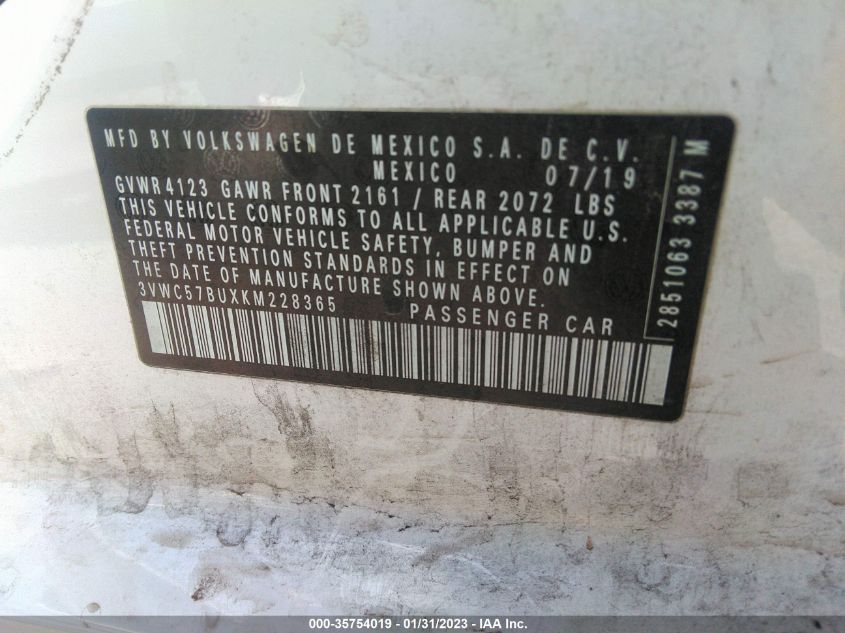 MFD BY VOLKSWAGEN DE MEXICO S.A. DE C.V.
MEXICO 07/19
GVWR 4123 GAWR FRONT 2161 / REAR 2072 LBS
THIS VEHICLE CONFORMS TO ALL APPLICABLE U.S.
FEDERAL MOTOR VEHICLE SAFETY, BUMPER AND
THEFT PREVENTION STANDARDS IN EFFECT ON
THE DATE OF MANUFACTURE SHOWN ABOVE.
3VWC57BUXKM228365 PASSENGER CAR
2851063 3387 M
000-35754019 - 01/31/2023 - IAA Inc.